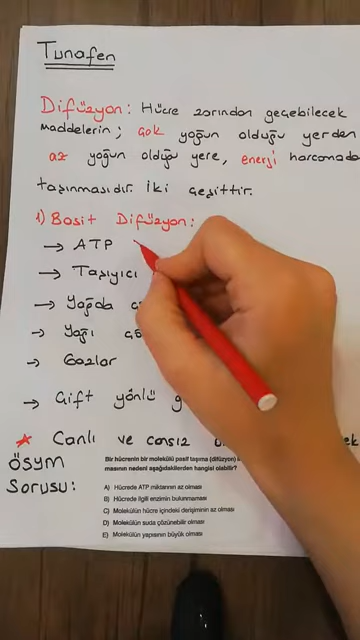 Tunafen
Difüzyon: Hücre zarından geçebilecek
maddelerin; çok yoğun olduğu yerden
az yoğun olduğu yere, enerji harcamada
taşınmasıdır. İki çeşittir.
1) Basit Difüzyon:
→ ATP
→ Taşıyıcı
→ Yağda
→ Yağı
→ Gazlar
→ Çift yönlü g
★ Canlı ve cansız
ÖSYM
Sorusu:
Bir hücrenin bir molekülü pasif taşıma (difüzyon)
masının nedeni aşağıdakilerden hangisi olabilir?
A) Hücrede ATP miktarının az olması
B) Hücrede ilgili enzimin bulunmaması
C) Molekülün hücre içindeki derişiminin az olması
D) Molekülün suda çözünebilir olması
E) Molekülün yapısının büyük olması